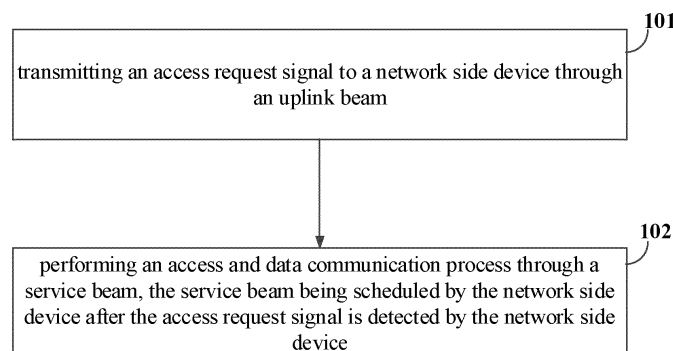 101
transmitting an access request signal to a network side device through
an uplink beam
102
performing an access and data communication process through a
service beam, the service beam being scheduled by the network side
device after the access request signal is detected by the network side
device